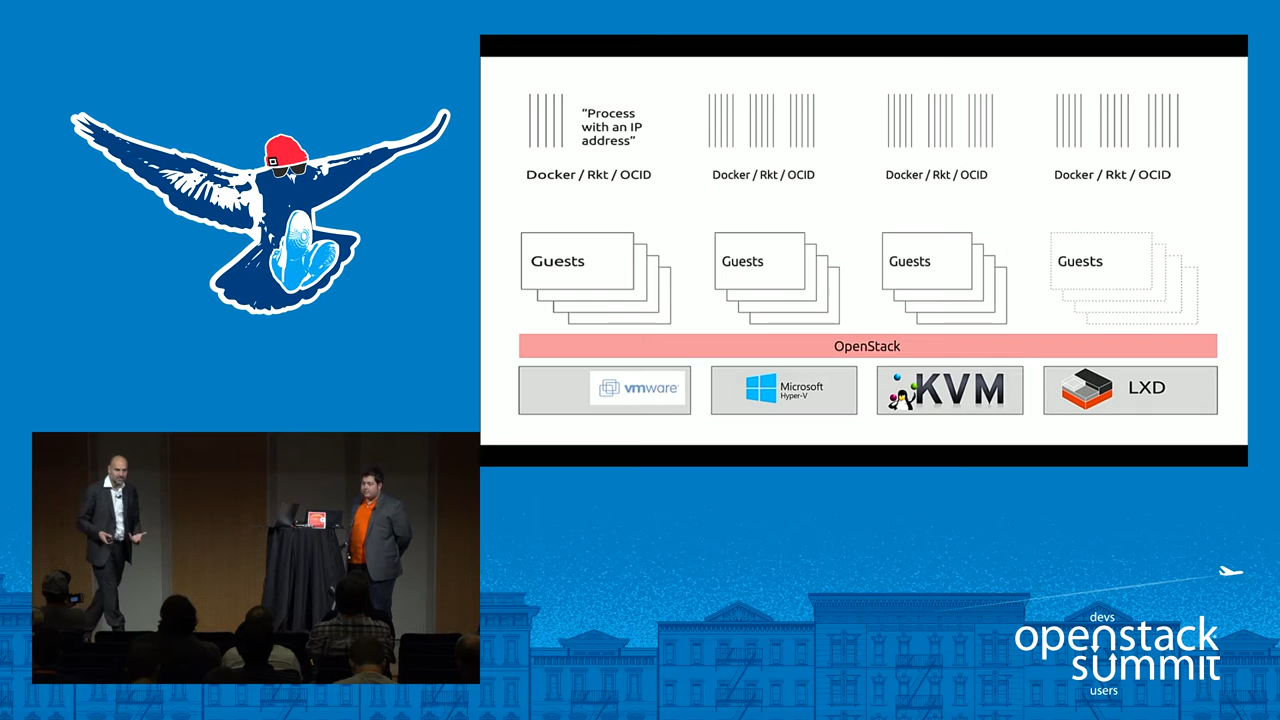 “Process
with an IP
address”
Docker / Rkt / OCID
Docker / Rkt / OCID
Docker / Rkt / OCID
Docker / Rkt / OCID
Guests
Guests
Guests
Guests
OpenStack
vmware
Microsoft
Hyper-V
KVM
LXD
devs
openstack
summit
users